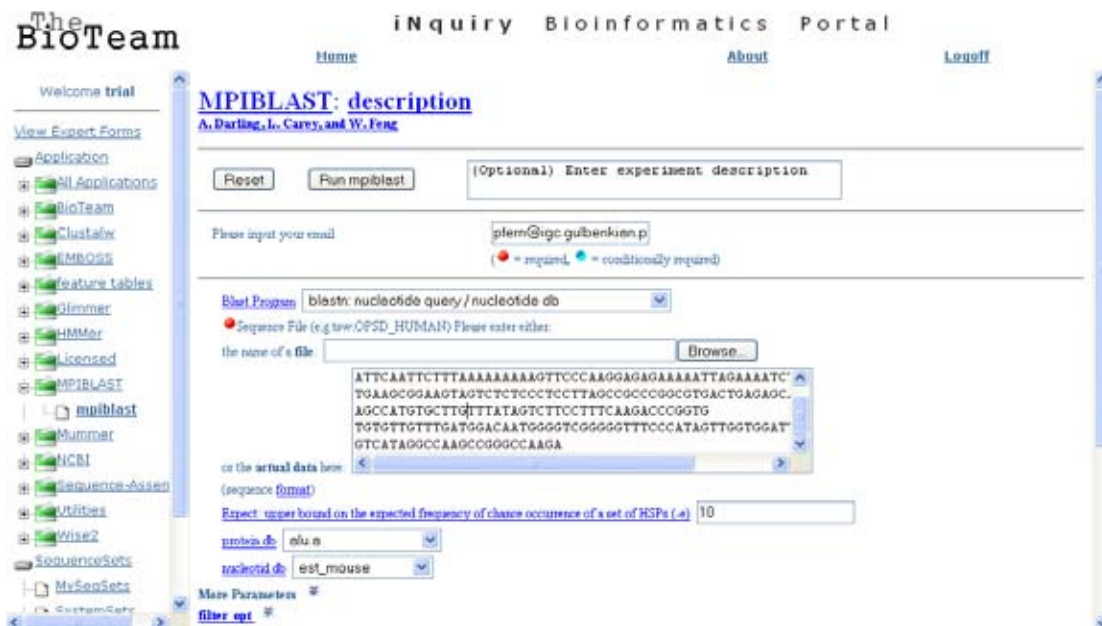 The
BioTeam
iNquiry Bioinformatics Portal
Home
About
Logoff
Welcome trial
View Expert Forms
Application
All Applications
BioTeam
Clustalw
EMBOSS
feature tables
Glimmer
HMMer
Licensed
MPIBLAST
mpiblast
Mummer
NCBI
Sequence-Assem
Utilities
Wise2
SequenceSets
MySeqSets
SystemSets
MPIBLAST: description
A. Darling, L. Carey, and W. Feng
Reset
Run mpiblast
(Optional) Enter experiment description
Please input your email
pfern@igc.gulbenkian.p
( = required, = conditionally required)
Blast Program blastn: nucleotide query / nucleotide db
Sequence File (e.g tsw:OPSD_HUMAN) Please enter either:
the name of a file: Browse...
ATTCAATTCTTTAAAAAAAAAGTTCCCAAGGAGAGAAAAATTAGAAAATC
TGAAGCGGAAGTAGTCTCTCCCTCCTTAGCCGCCCGGCGTGACTGAGAGC
AGCCATGTGCTTGTTTATAGTCTTCCTTTCAAGACCCGGTG
TGTGTTGTTTGATGGACAATGGGGTCGGGGGTTTCCCATAGTTGGTGGAT
GTCATAGGCCAAGCCGGGCCAAGA
or the actual data here:
(sequence format)
Expect: upper bound on the expected frequency of chance occurrence of a set of HSPs (-e) 10
protein db alu.a
nucleotid db est_mouse
More Parameters
filter opt